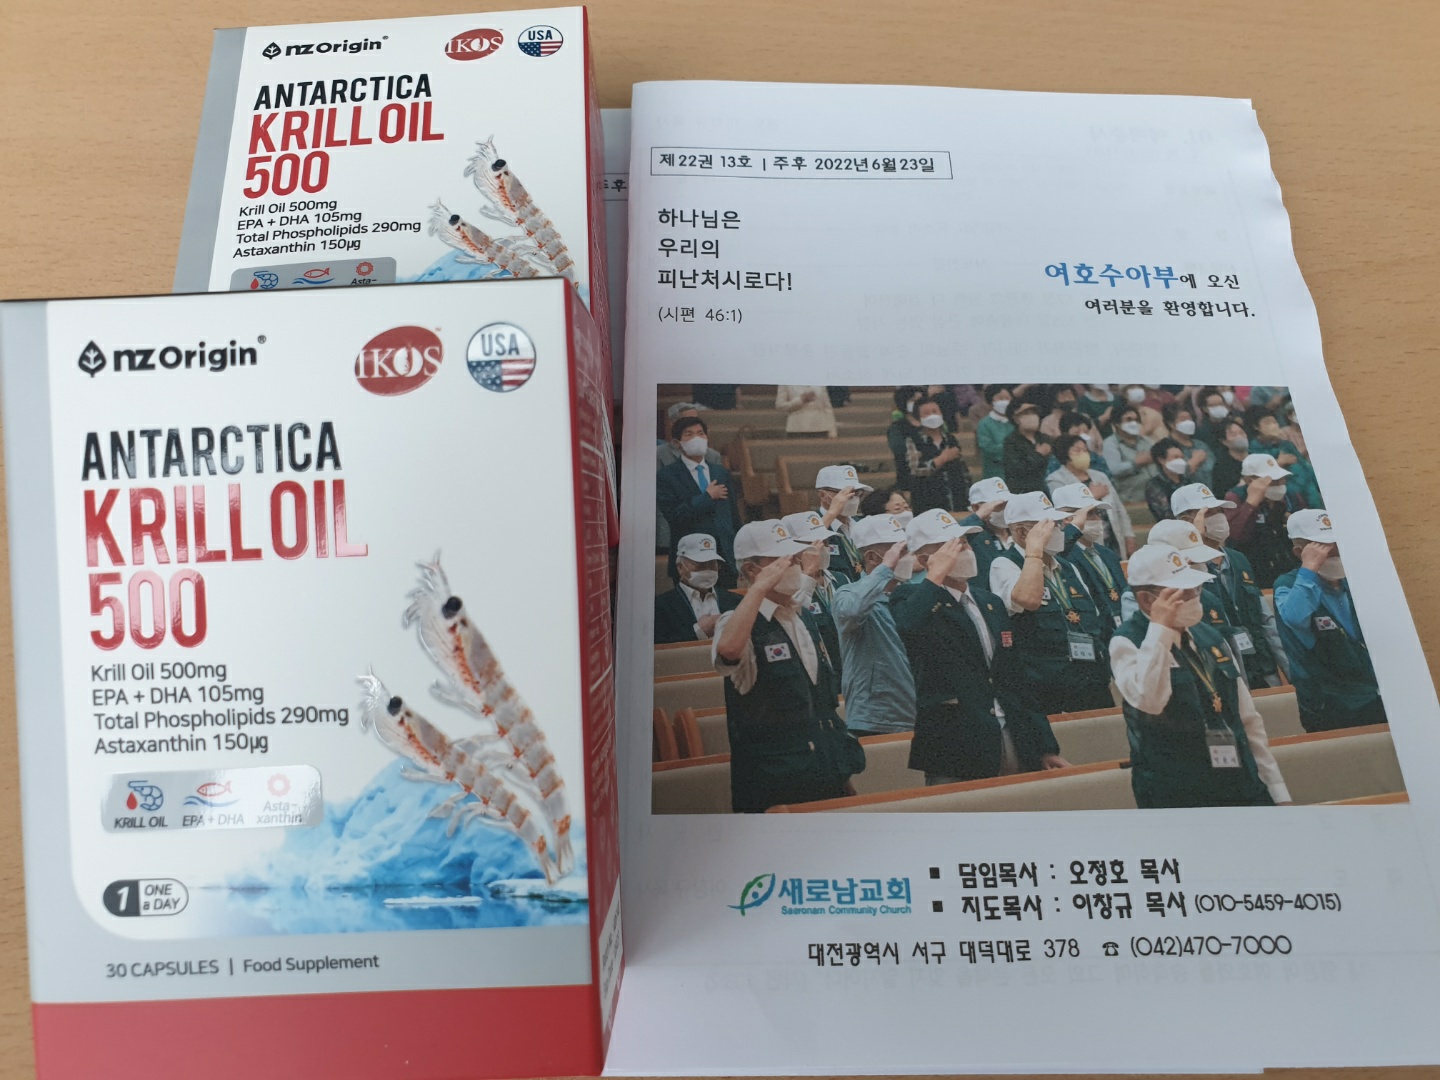 nzOrigin®
IKOS
USA
ANTARCTICA
KRILL OIL
500
Krill Oil 500mg
EPA + DHA 105mg
Total Phospholipids 290mg
Astaxanthin 150μg
Asta-
nzOrigin®
IKOS™
USA
ANTARCTICA
KRILL OIL
500
Krill Oil 500mg
EPA + DHA 105mg
Total Phospholipids 290mg
Astaxanthin 150μg
KRILL OIL
EPA + DHA
Asta-
xanthin
1 ONE
a DAY
30 CAPSULES | Food Supplement
제22권 13호 | 주후 2022년6월23일
하나님은
우리의
피난처시로다!
(시편 46:1)
여호수아부에 오신
여러분을 환영합니다.
새로남교회
Saeronam Community Church
■ 담임목사 : 오정호 목사
■ 지도목사 : 이창규 목사 (010-5459-4015)
대전광역시 서구 대덕대로 378 ☎ (042)470-7000